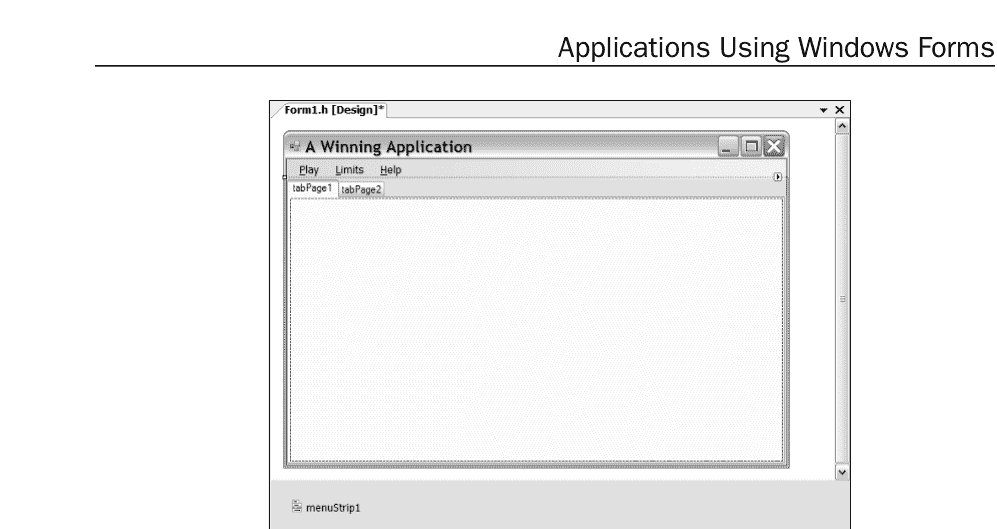 Applications Using Windows Forms
Form1.h [Design]*
A Winning Application
Play Limits Help
tabPage1 tabPage2
menuStrip1